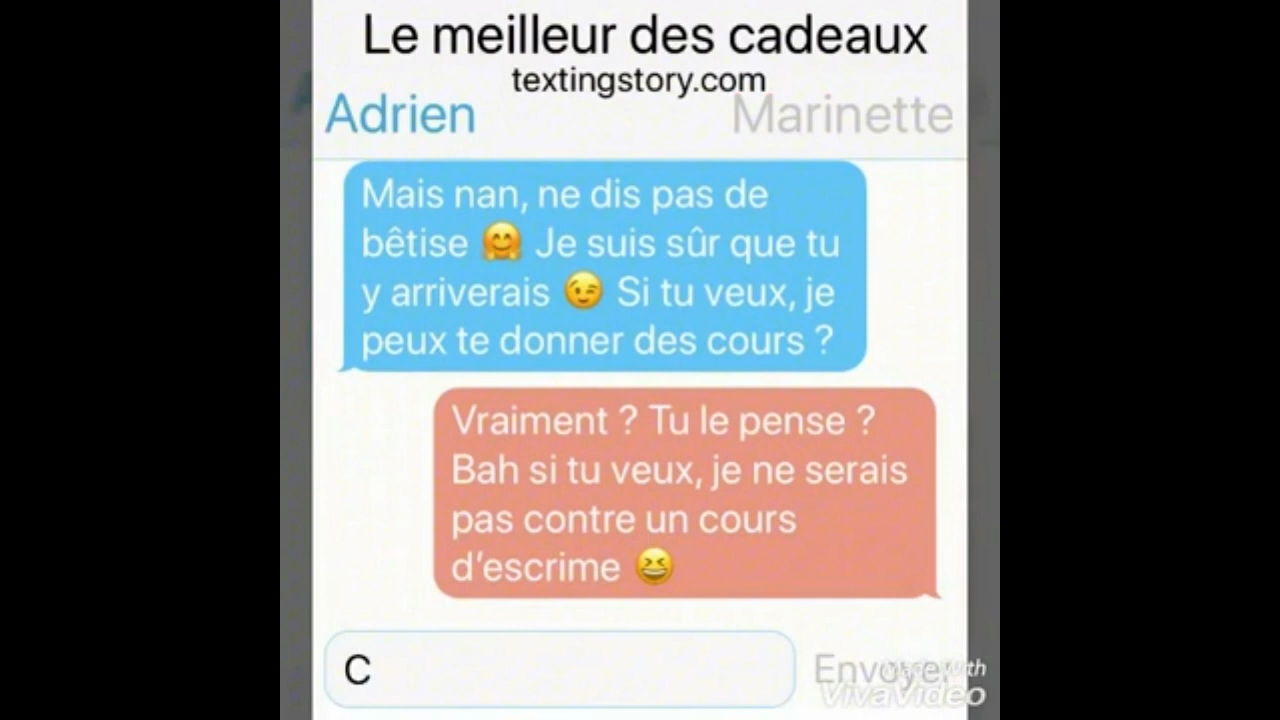 Le meilleur des cadeaux
textingstory.com
Adrien
Marinette
Mais nan, ne dis pas de
bêtise 🤗 Je suis sûr que tu
y arriverais 😉 Si tu veux, je
peux te donner des cours ?
Vraiment ? Tu le pense ?
Bah si tu veux, je ne serais
pas contre un cours
d'escrime 😆
C
Envoyer
Made With
VivaVideo